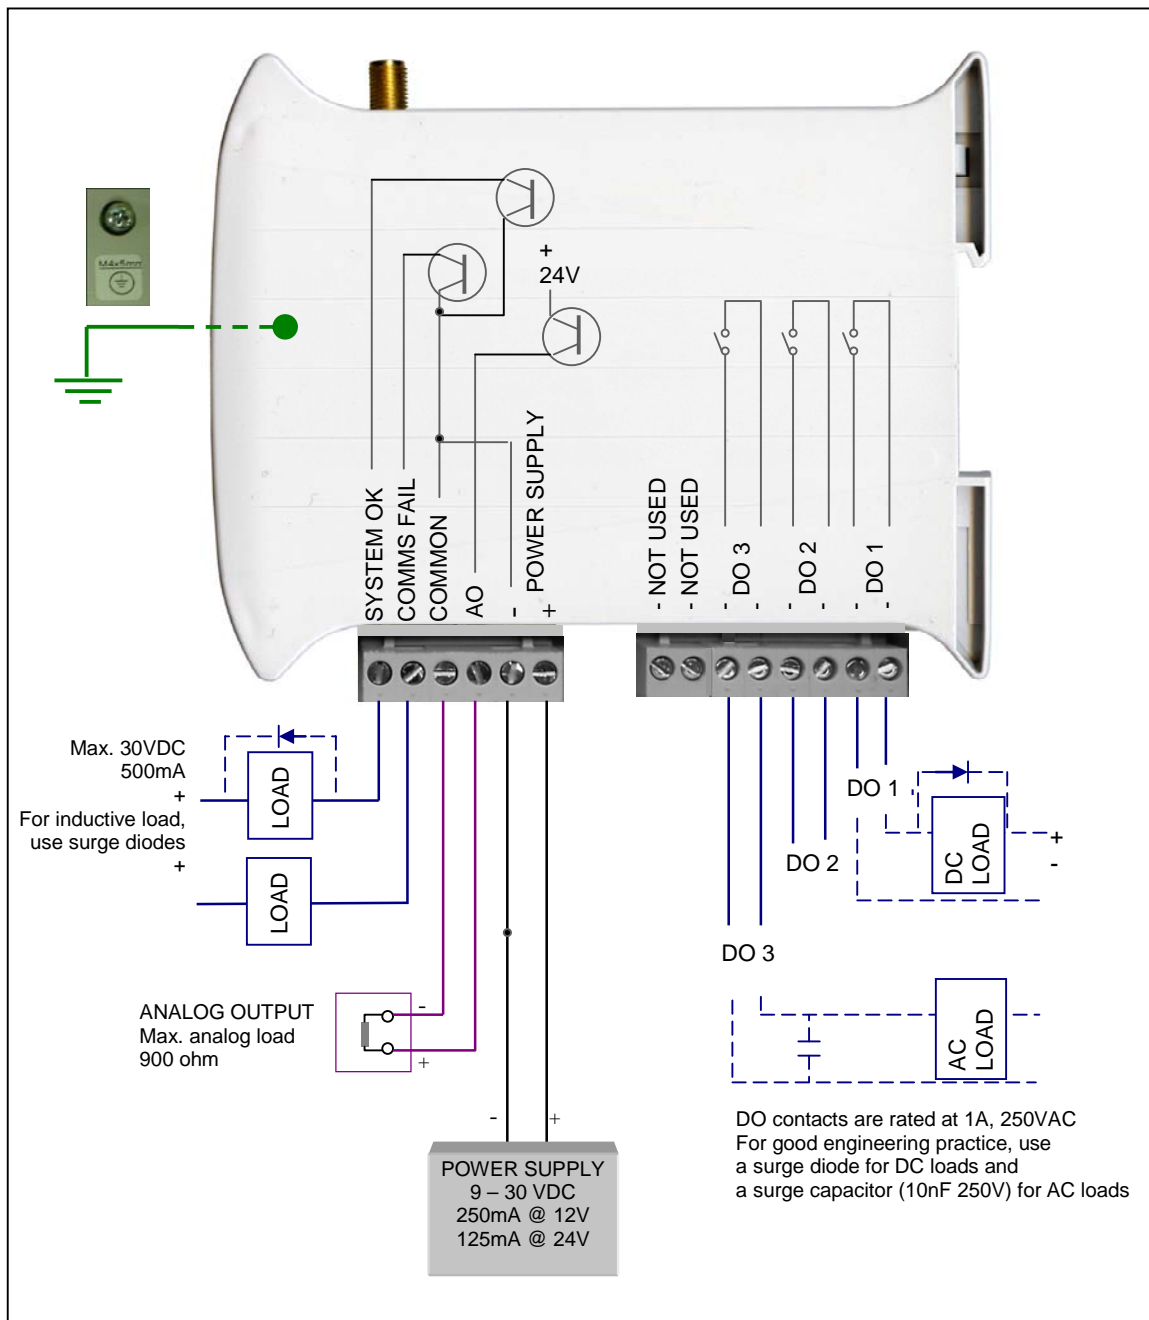 M4x6mm
+
24V
SYSTEM OK
COMMS FAIL
COMMON
AO
-
+
POWER SUPPLY
- NOT USED
- NOT USED
- DO 3 -
- DO 2 -
- DO 1 -
Max. 30VDC
500mA
+
For inductive load,
use surge diodes
+
LOAD
LOAD
ANALOG OUTPUT
Max. analog load
900 ohm
-
+
-
+
POWER SUPPLY
9 – 30 VDC
250mA @ 12V
125mA @ 24V
DO 1
DO 2
DO 3
DC
LOAD
+
-
AC
LOAD
DO contacts are rated at 1A, 250VAC
For good engineering practice, use
a surge diode for DC loads and
a surge capacitor (10nF 250V) for AC loads